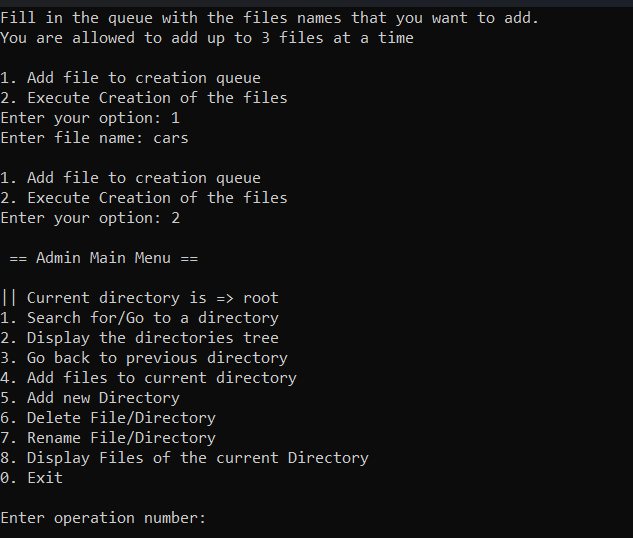 Fill in the queue with the files names that you want to add.
You are allowed to add up to 3 files at a time
1. Add file to creation queue
2. Execute Creation of the files
Enter your option: 1
Enter file name: cars
1. Add file to creation queue
2. Execute Creation of the files
Enter your option: 2
== Admin Main Menu ==
|| Current directory is => root
1. Search for/Go to a directory
2. Display the directories tree
3. Go back to previous directory
4. Add files to current directory
5. Add new Directory
6. Delete File/Directory
7. Rename File/Directory
8. Display Files of the current Directory
0. Exit
Enter operation number: